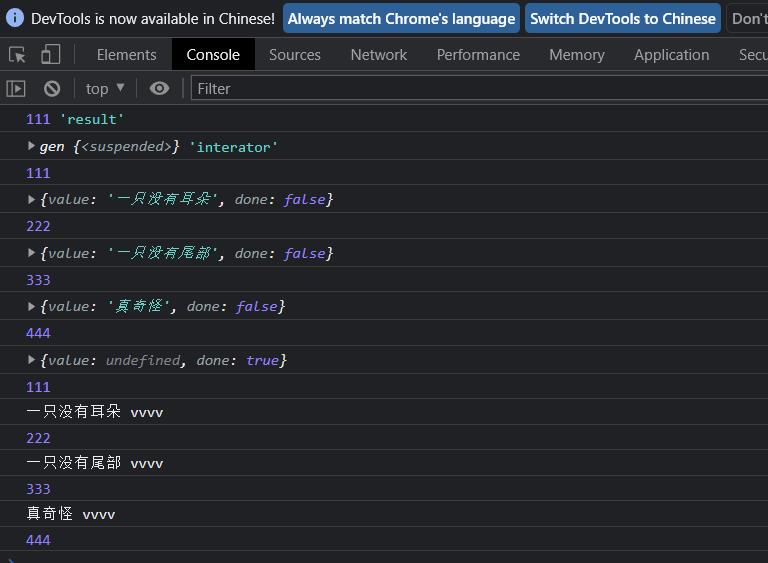 DevTools is now available in Chinese! Always match Chrome's language Switch DevTools to Chinese Don't
Elements Console Sources Network Performance Memory Application Secu
top Filter
111 'result'
gen {<suspended>} 'interator'
111
{value: '一只没有耳朵', done: false}
222
{value: '一只没有尾部', done: false}
333
{value: '真奇怪', done: false}
444
{value: undefined, done: true}
111
一只没有耳朵 vvvv
222
一只没有尾部 vvvv
333
真奇怪 vvvv
444